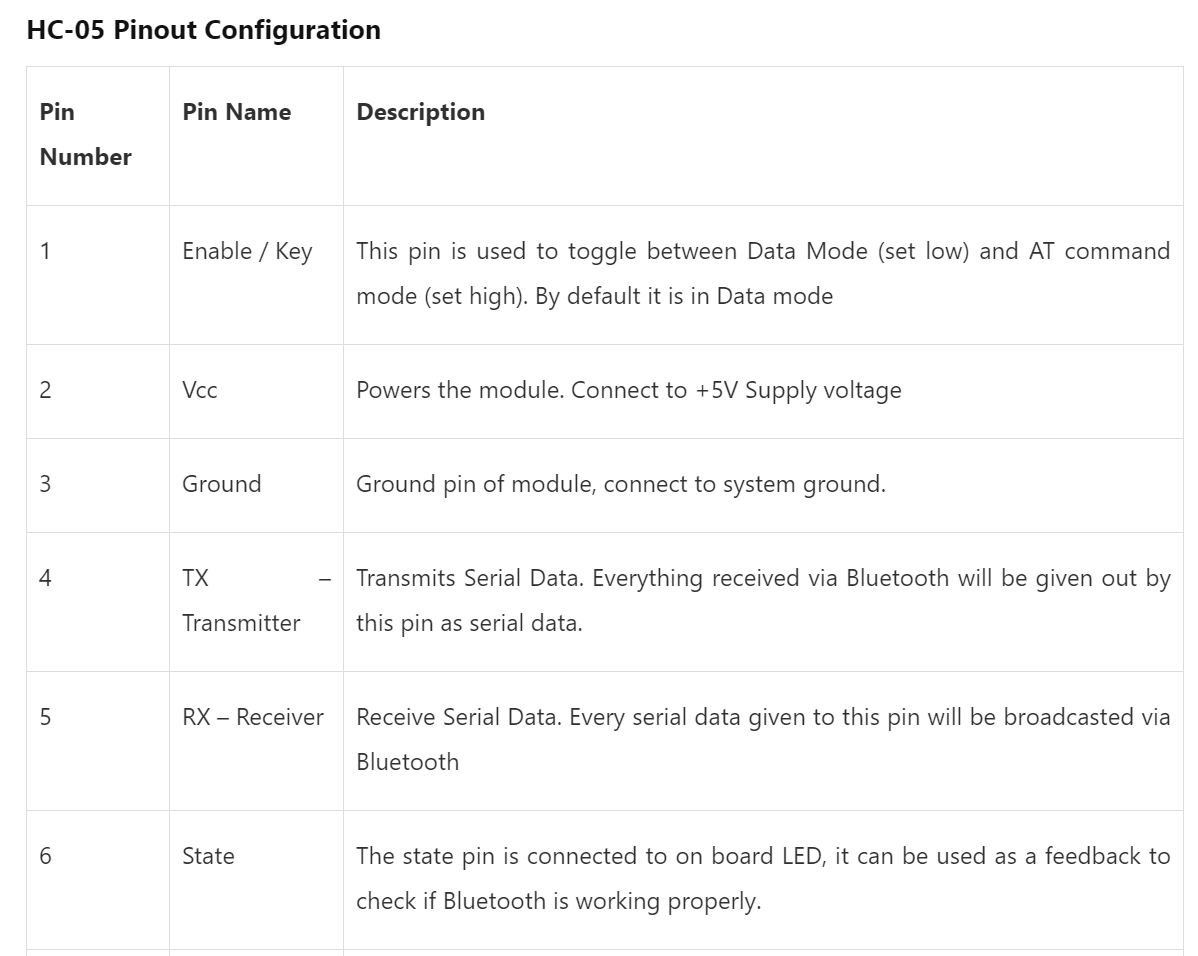 HC-05 Pinout Configuration
Pin Number
Pin Name
Description
1
Enable / Key
This pin is used to toggle between Data Mode (set low) and AT command
mode (set high). By default it is in Data mode
2
Vcc
Powers the module. Connect to +5V Supply voltage
3
Ground
Ground pin of module, connect to system ground.
4
TX –
Transmitter
Transmits Serial Data. Everything received via Bluetooth will be given out by
this pin as serial data.
5
RX – Receiver
Receive Serial Data. Every serial data given to this pin will be broadcasted via
Bluetooth
6
State
The state pin is connected to on board LED, it can be used as a feedback to
check if Bluetooth is working properly.